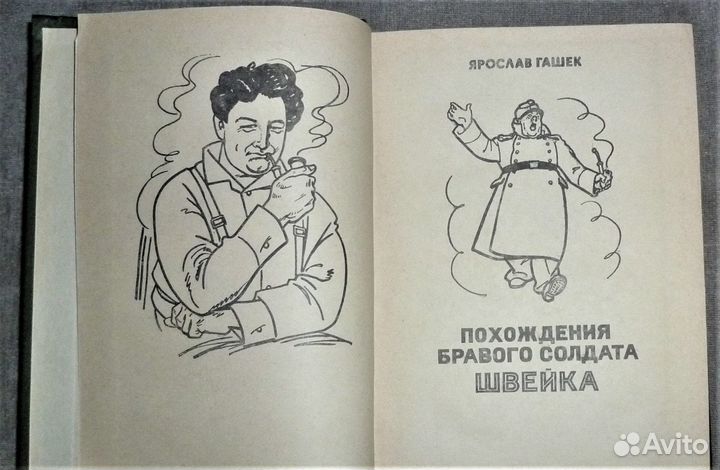 ЯРОСЛАВ ГАШЕК
ПОХОЖДЕНИЯ
БРАВОГО СОЛДАТА
ШВЕЙКА
Avito